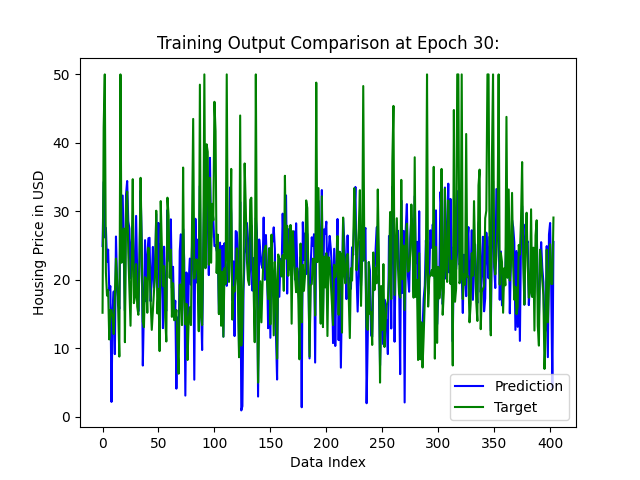 Training Output Comparison at Epoch 30:
Housing Price in USD
50
40
30
20
10
0
0 50 100 150 200 250 300 350 400
Data Index
Prediction
Target